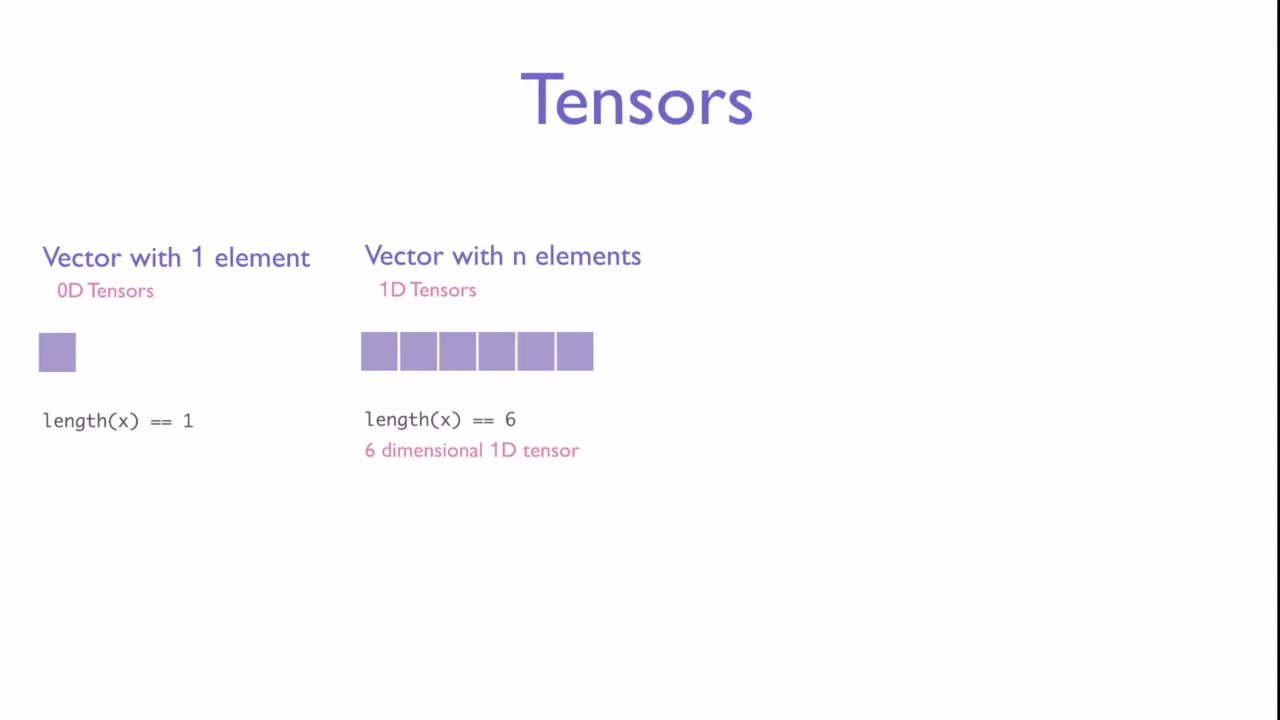 Tensors
Vector with 1 element
0D Tensors
length(x) == 1
Vector with n elements
1D Tensors
length(x) == 6
6 dimensional 1D tensor